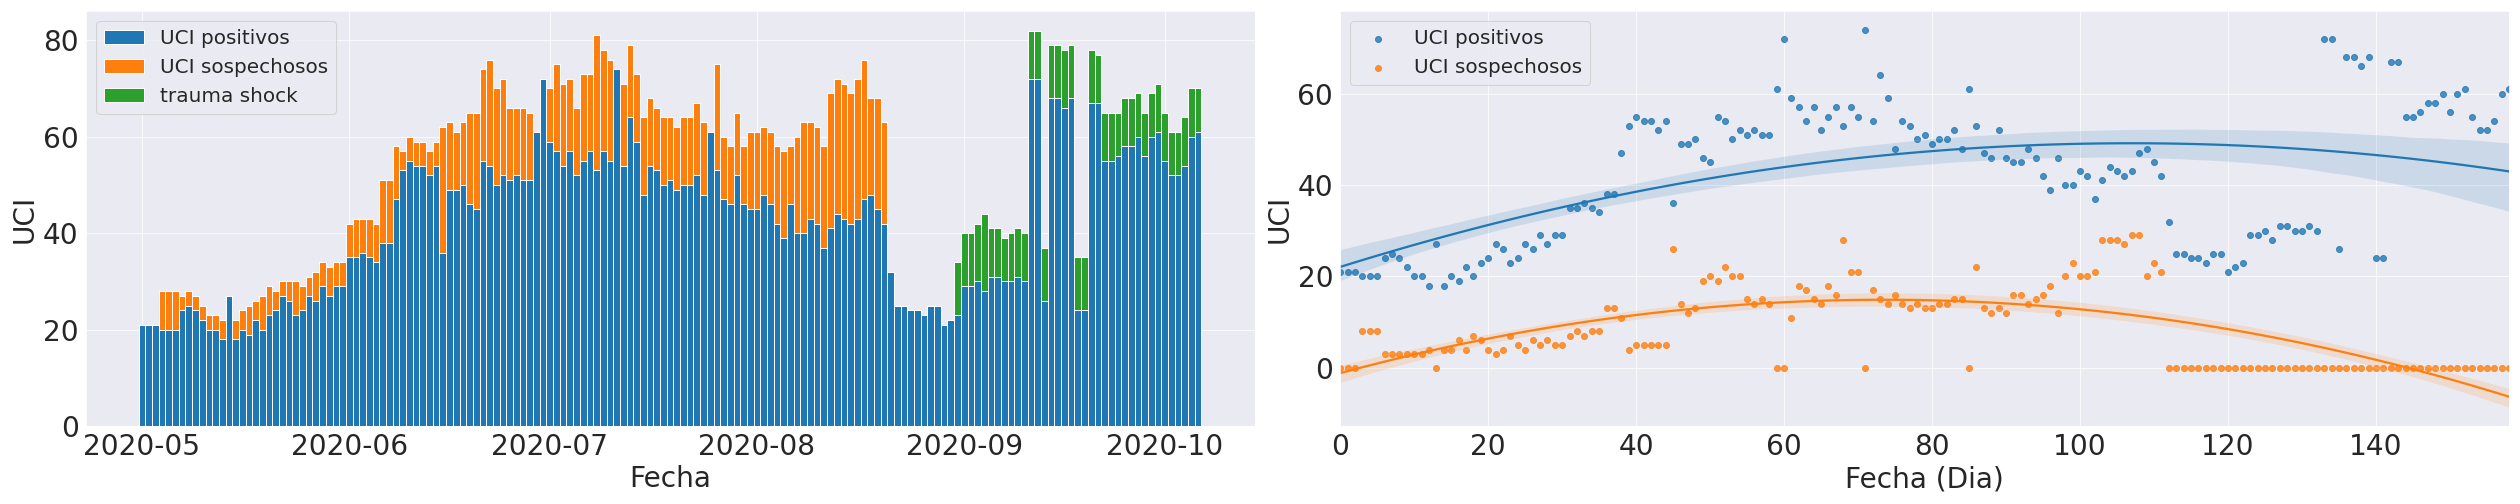 UCI positivos
UCI sospechosos
trauma shock
UCI
80
60
40
20
0
2020-05 2020-06 2020-07 2020-08 2020-09 2020-10
Fecha
UCI positivos
UCI sospechosos
UCI
60
40
20
0
0 20 40 60 80 100 120 140
Fecha (Dia)